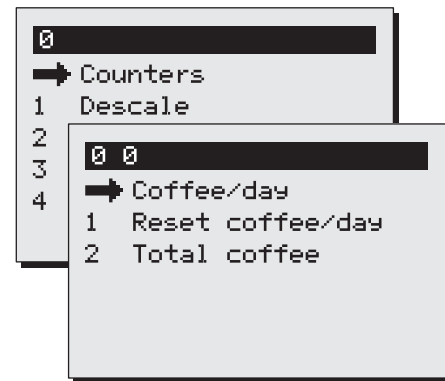 0
Counters
1 Descale
2
3
4
0 0
Coffee/day
1 Reset coffee/day
2 Total coffee